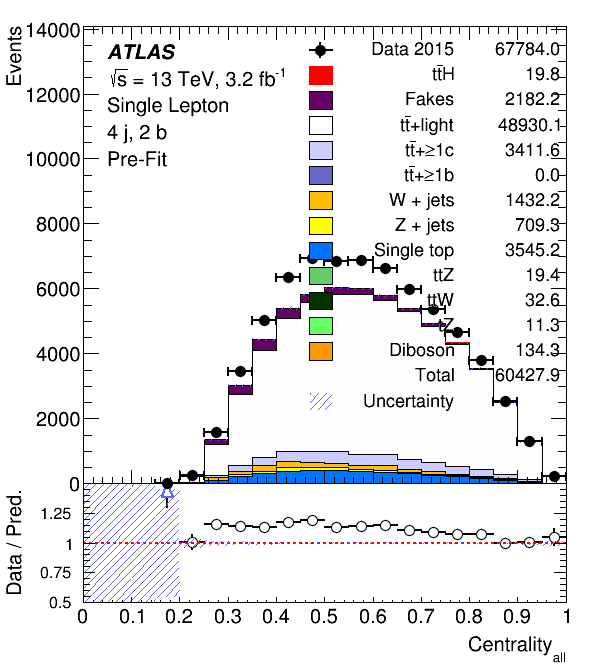 Events
14000
12000
10000
8000
6000
4000
2000
0
ATLAS
√s = 13 TeV, 3.2 fb⁻¹
Single Lepton
4 j, 2 b
Pre-Fit
Data 2015 67784.0
tt̄H 19.8
Fakes 2182.2
tt̄+light 48930.1
tt̄+≥1c 3411.6
tt̄+≥1b 0.0
W + jets 1432.2
Z + jets 709.3
Single top 3545.2
ttZ 19.4
ttW 32.6
tZ 11.3
Diboson 134.3
Total 60427.9
Uncertainty
Data / Pred.
1.25
1
0.75
0.5
0 0.1 0.2 0.3 0.4 0.5 0.6 0.7 0.8 0.9 1
Centrality_all